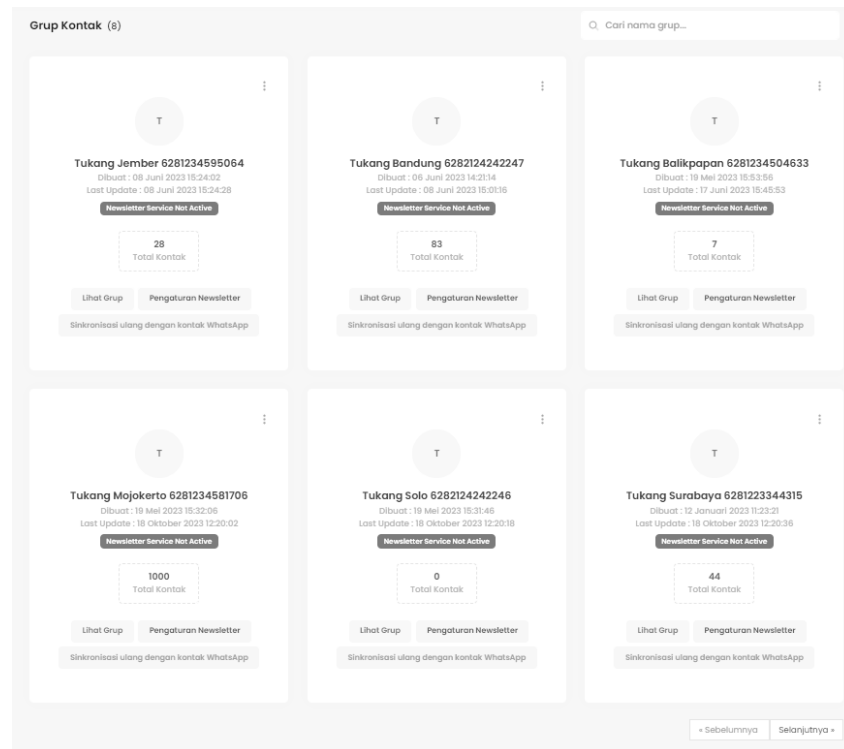 Grup Kontak (8)
Cari nama grup...
T
Tukang Jember 6281234595064
Dibuat : 08 Juni 2023 15:24:02
Last Update : 08 Juni 2023 15:24:28
Newsletter Service Not Active
28
Total Kontak
Lihat Grup
Pengaturan Newsletter
Sinkronisasi ulang dengan kontak WhatsApp
T
Tukang Bandung 6282124242247
Dibuat : 06 Juni 2023 14:21:14
Last Update : 08 Juni 2023 15:01:16
Newsletter Service Not Active
83
Total Kontak
Lihat Grup
Pengaturan Newsletter
Sinkronisasi ulang dengan kontak WhatsApp
T
Tukang Balikpapan 6281234504633
Dibuat : 19 Mei 2023 15:53:56
Last Update : 17 Juni 2023 15:45:53
Newsletter Service Not Active
7
Total Kontak
Lihat Grup
Pengaturan Newsletter
Sinkronisasi ulang dengan kontak WhatsApp
T
Tukang Mojokerto 6281234581706
Dibuat : 19 Mei 2023 15:32:06
Last Update : 18 Oktober 2023 12:20:02
Newsletter Service Not Active
1000
Total Kontak
Lihat Grup
Pengaturan Newsletter
Sinkronisasi ulang dengan kontak WhatsApp
T
Tukang Solo 6282124242246
Dibuat : 19 Mei 2023 15:31:46
Last Update : 18 Oktober 2023 12:20:18
Newsletter Service Not Active
0
Total Kontak
Lihat Grup
Pengaturan Newsletter
Sinkronisasi ulang dengan kontak WhatsApp
T
Tukang Surabaya 6281223344315
Dibuat : 12 Januari 2023 11:23:21
Last Update : 18 Oktober 2023 12:20:36
Newsletter Service Not Active
44
Total Kontak
Lihat Grup
Pengaturan Newsletter
Sinkronisasi ulang dengan kontak WhatsApp
« Sebelumnya
Selanjutnya »